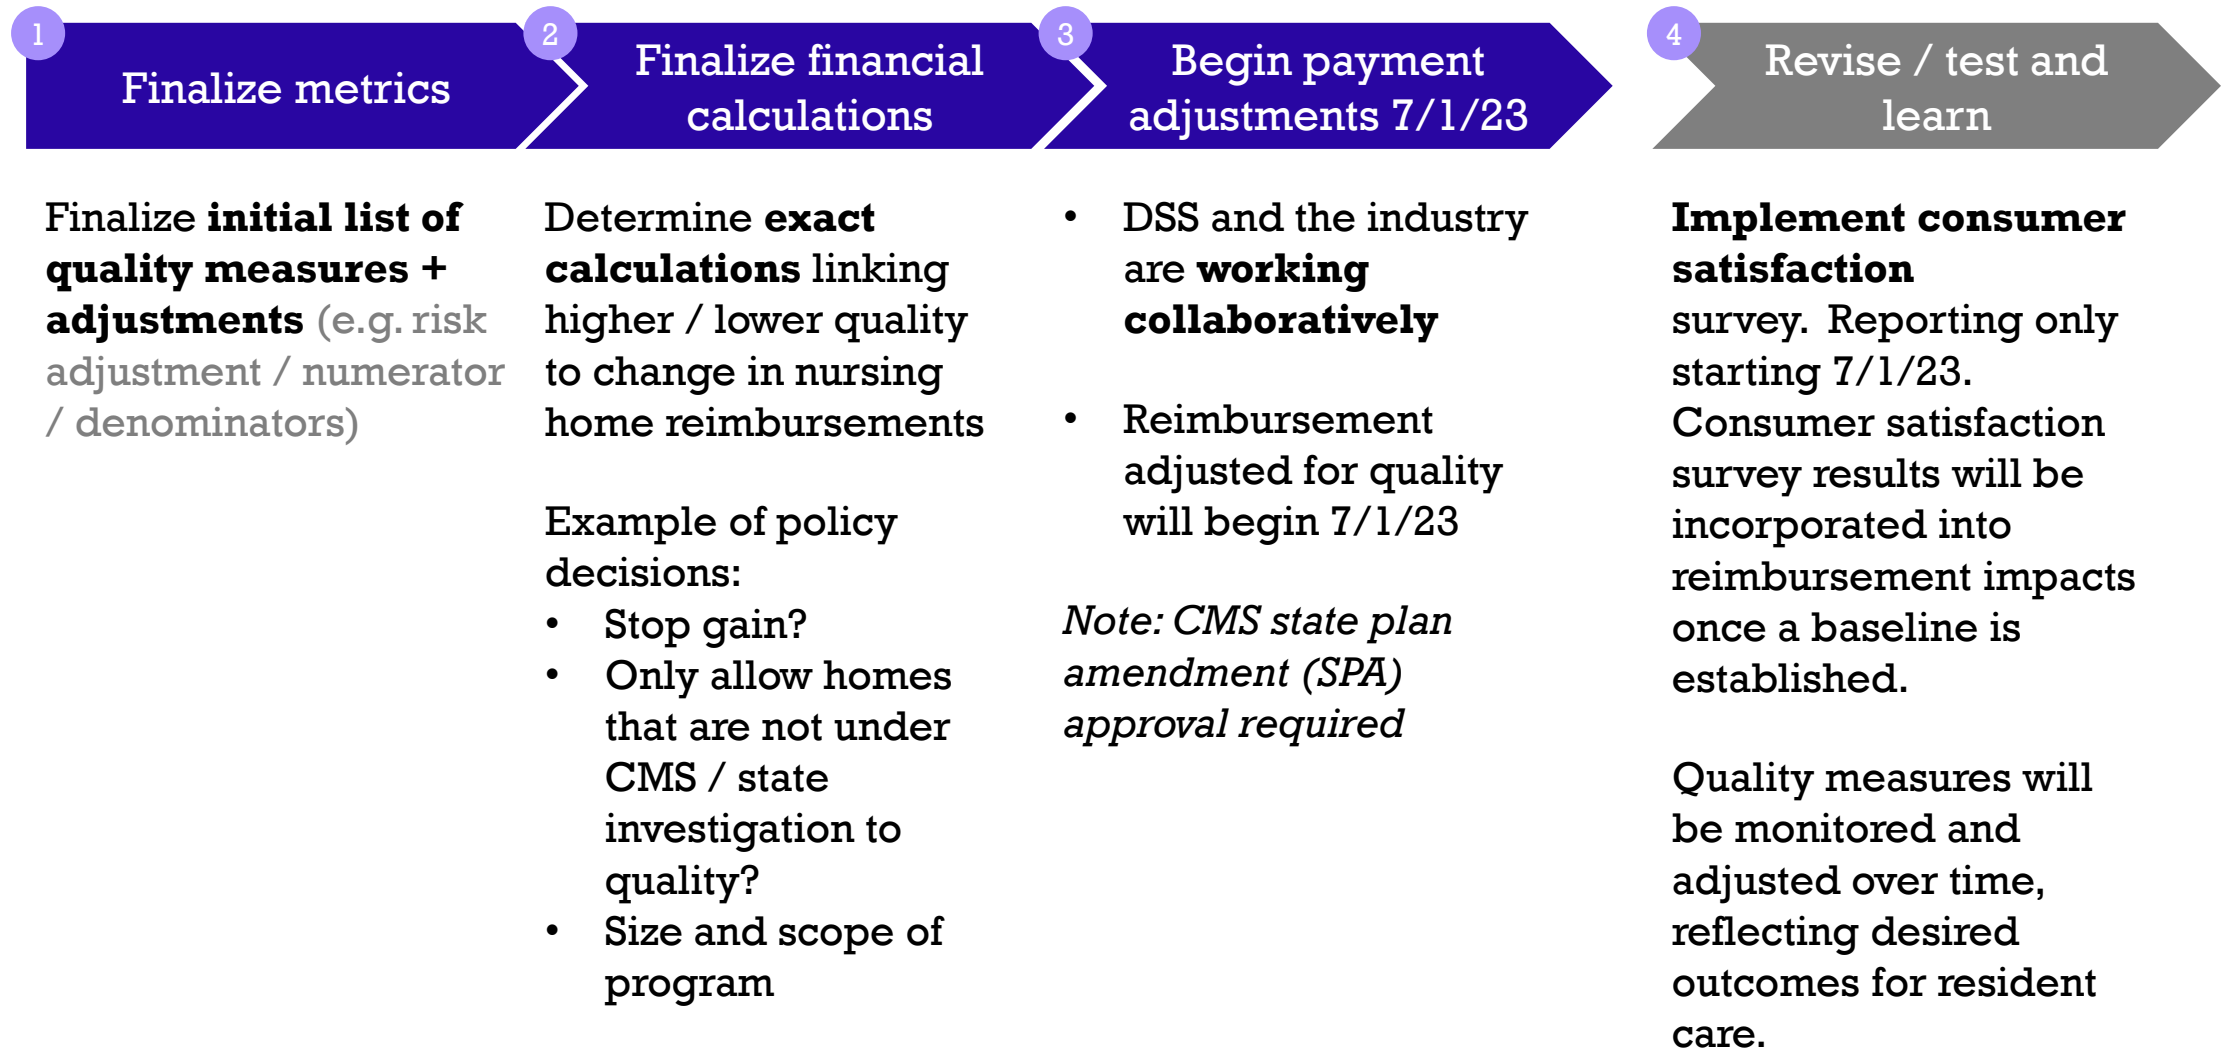 1
Finalize metrics
Finalize initial list of
quality measures +
adjustments (e.g. risk
adjustment / numerator
/ denominators)
2
Finalize financial
calculations
Determine exact
calculations linking
higher / lower quality
to change in nursing
home reimbursements
Example of policy
decisions:
• Stop gain?
• Only allow homes
that are not under
CMS / state
investigation to
quality?
• Size and scope of
program
3
Begin payment
adjustments 7/1/23
• DSS and the industry
are working
collaboratively
• Reimbursement
adjusted for quality
will begin 7/1/23
Note: CMS state plan
amendment (SPA)
approval required
4
Revise / test and
learn
Implement consumer
satisfaction
survey. Reporting only
starting 7/1/23.
Consumer satisfaction
survey results will be
incorporated into
reimbursement impacts
once a baseline is
established.
Quality measures will
be monitored and
adjusted over time,
reflecting desired
outcomes for resident
care.